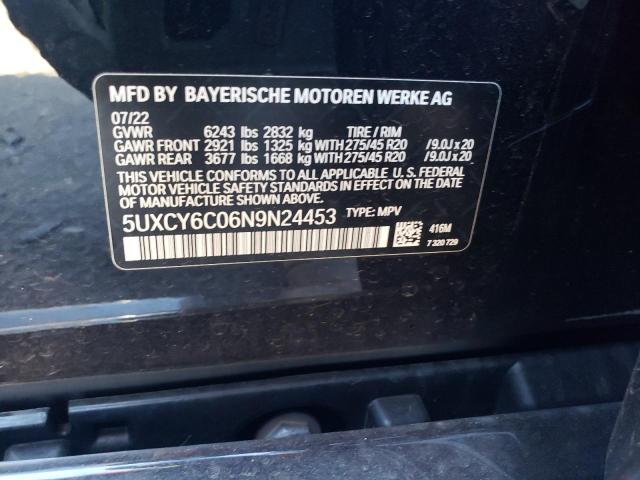 MFD BY BAYERISCHE MOTOREN WERKE AG
07/22
GVWR 6243 lbs 2832 kg TIRE / RIM
GAWR FRONT 2921 lbs 1325 kg WITH 275/45 R20 /9.0J x 20
GAWR REAR 3677 lbs 1668 kg WITH 275/45 R20 /9.0J x 20
THIS VEHICLE CONFORMS TO ALL APPLICABLE U.S. FEDERAL
MOTOR VEHICLE SAFETY STANDARDS IN EFFECT ON THE DATE
OF MANUFACTURE SHOWN ABOVE.
5UXCY6C06N9N24453 TYPE: MPV
416M
7 320 729